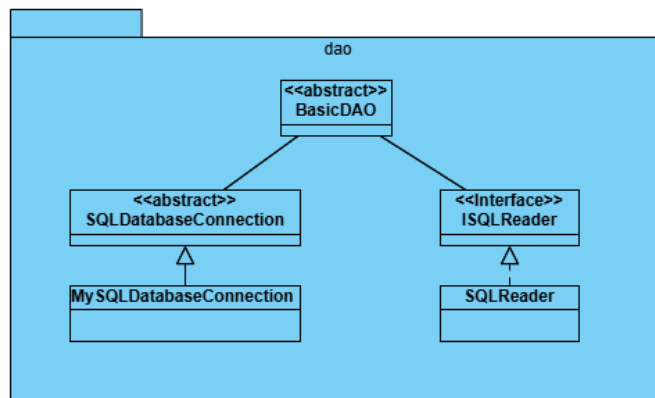 dao
<<abstract>>
BasicDAO
<<abstract>>
SQLDatabaseConnection
<<Interface>>
ISQLReader
MySQLDatabaseConnection
SQLReader